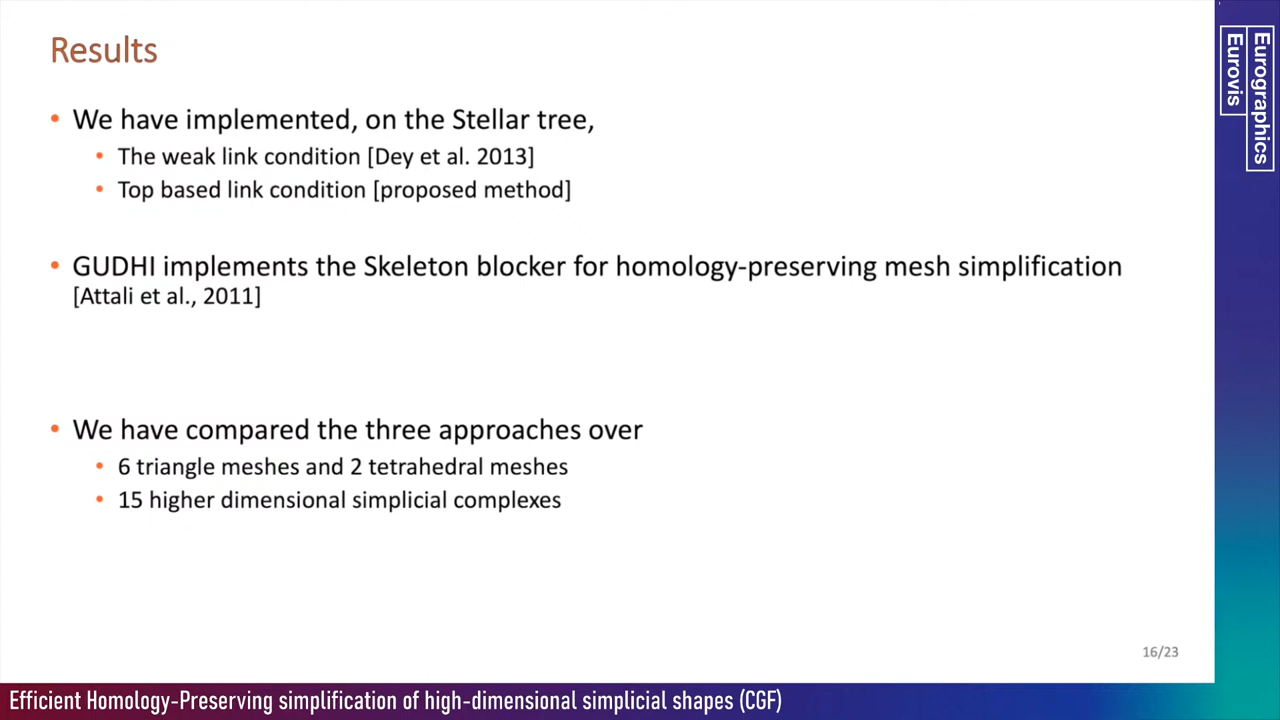 Results
• We have implemented, on the Stellar tree,
• The weak link condition [Dey et al. 2013]
• Top based link condition [proposed method]
• GUDHI implements the Skeleton blocker for homology-preserving mesh simplification
[Attali et al., 2011]
• We have compared the three approaches over
• 6 triangle meshes and 2 tetrahedral meshes
• 15 higher dimensional simplicial complexes
16/23
Eurographics
Eurovis
Efficient Homology-Preserving simplification of high-dimensional simplicial shapes (CGF)